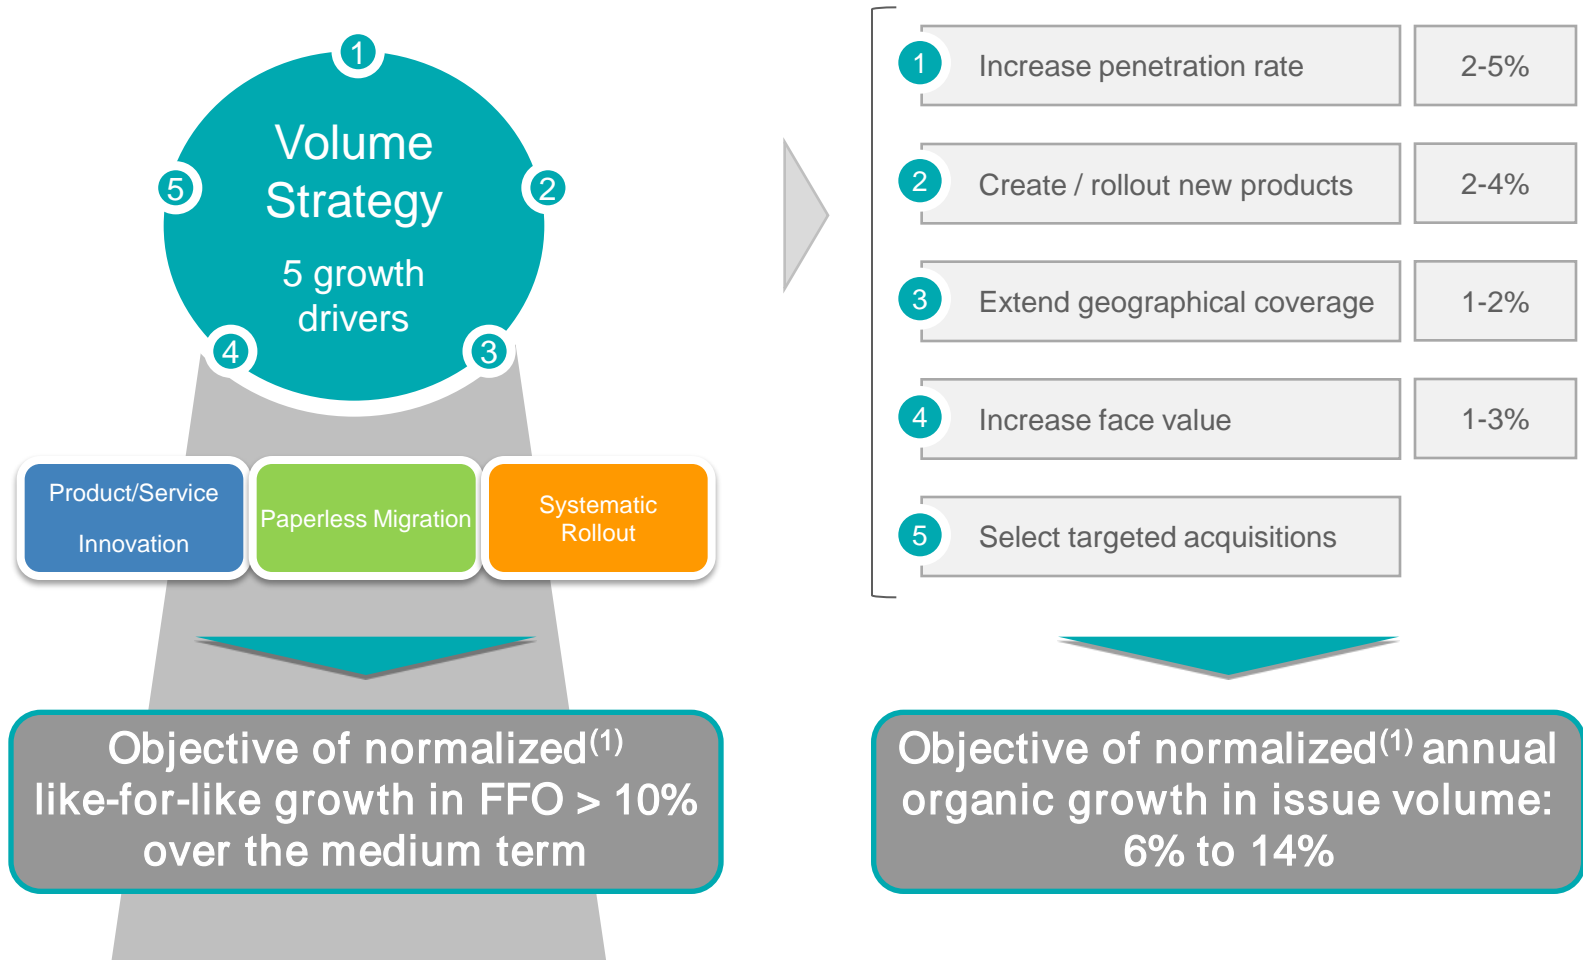 1
Volume
Strategy
5
2
5 growth
drivers
4
3
Product/Service
Innovation
Paperless Migration
Systematic
Rollout
Objective of normalized(1)
like-for-like growth in FFO > 10%
over the medium term
1 Increase penetration rate 2-5%
2 Create / rollout new products 2-4%
3 Extend geographical coverage 1-2%
4 Increase face value 1-3%
5 Select targeted acquisitions
Objective of normalized(1) annual
organic growth in issue volume:
6% to 14%